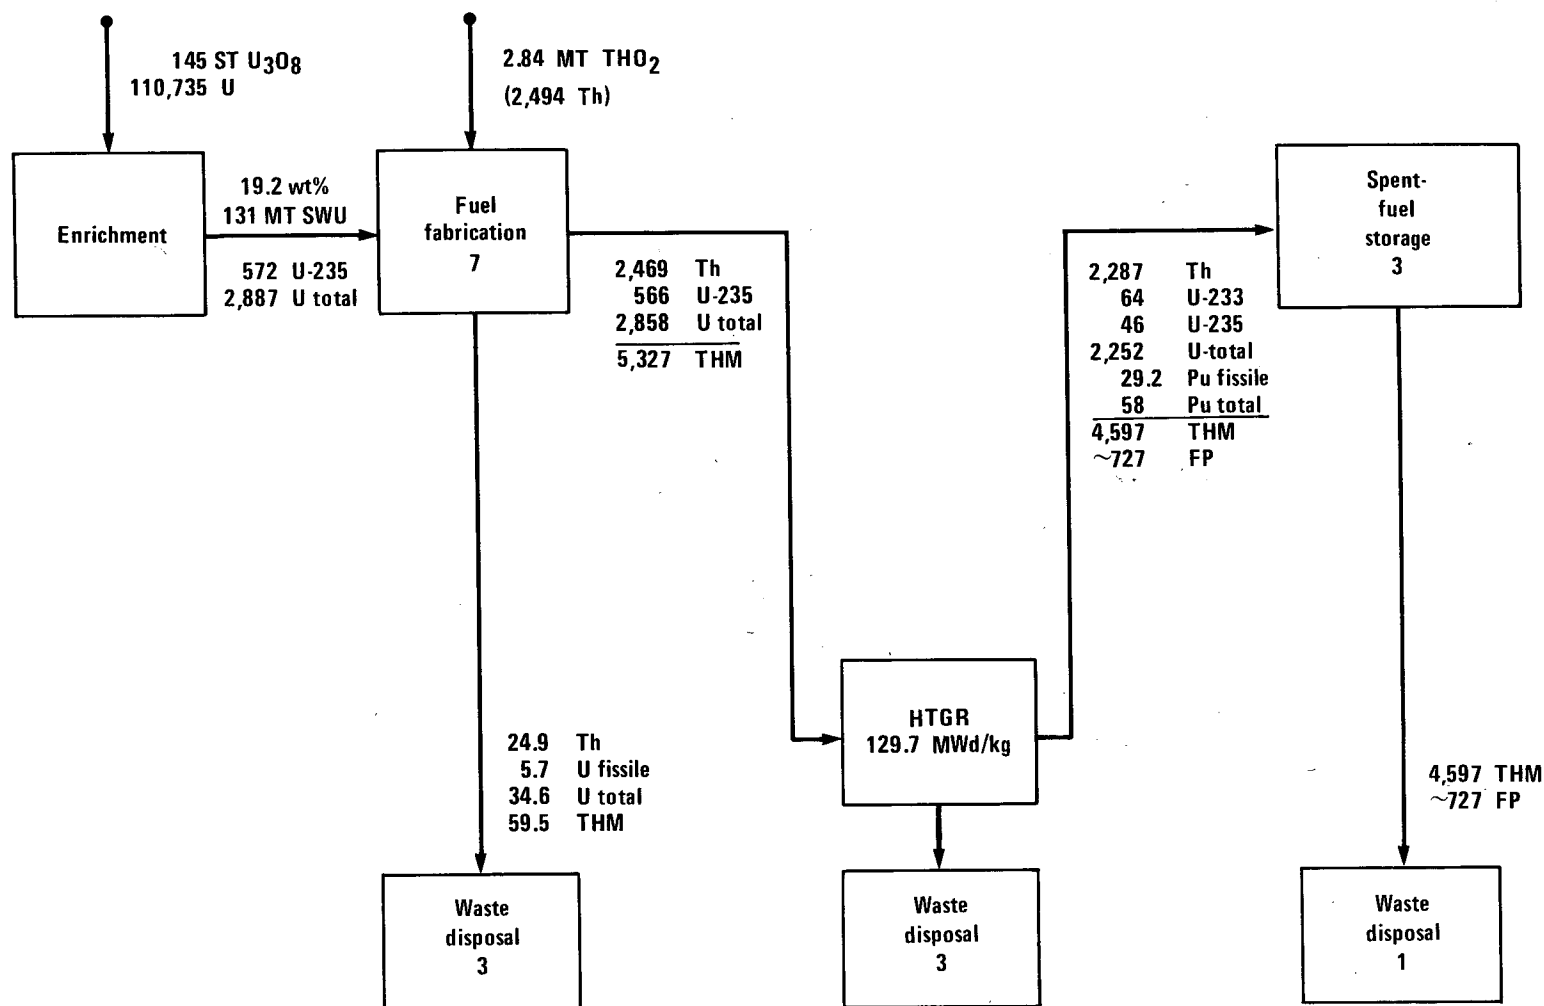 145 ST U3O8
110,735 U
2.84 MT THO2
(2,494 Th)
Enrichment
19.2 wt%
131 MT SWU
572 U-235
2,887 U total
Fuel
fabrication
7
2,469 Th
566 U-235
2,858 U total
5,327 THM
Spent-
fuel
storage
3
2,287 Th
64 U-233
46 U-235
2,252 U-total
29.2 Pu fissile
58 Pu total
4,597 THM
~727 FP
HTGR
129.7 MWd/kg
24.9 Th
5.7 U fissile
34.6 U total
59.5 THM
4,597 THM
~727 FP
Waste
disposal
3
Waste
disposal
3
Waste
disposal
1